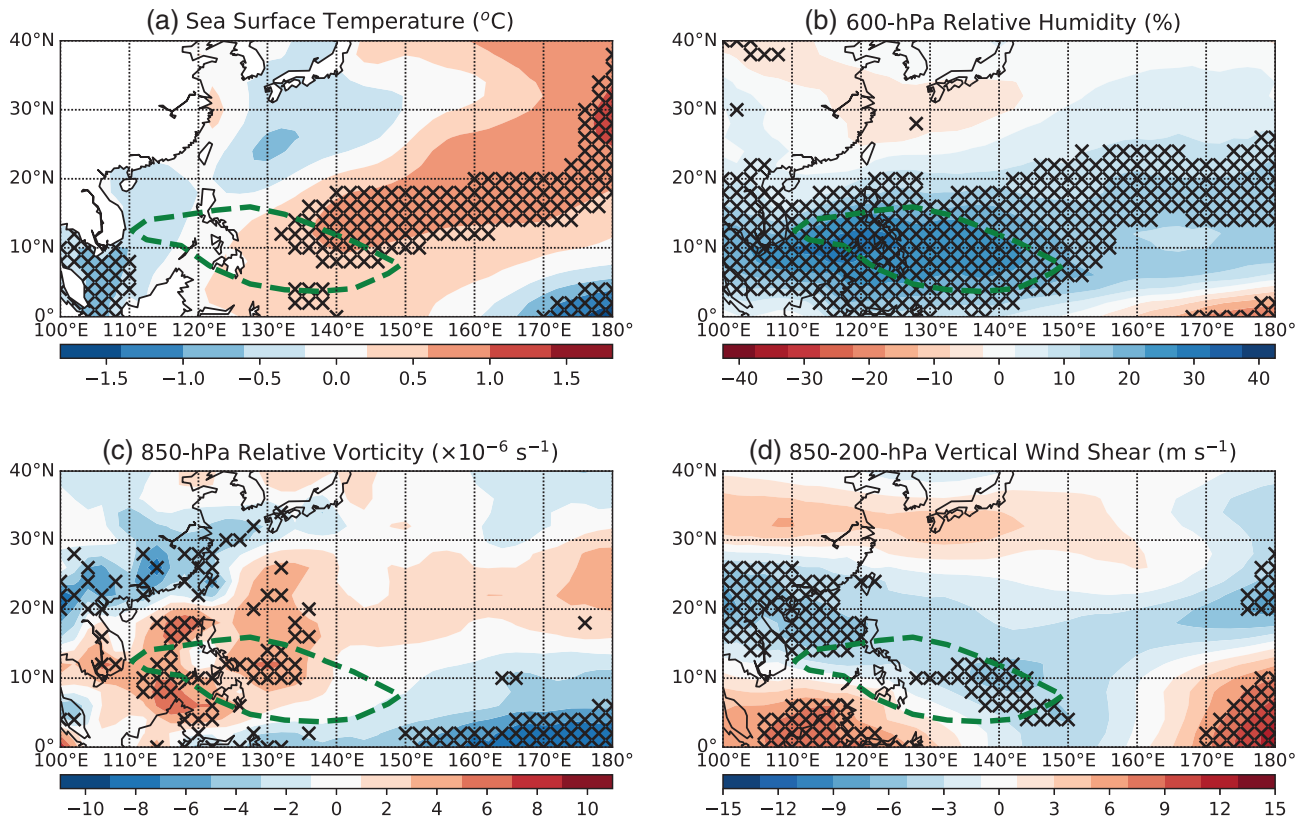 (a) Sea Surface Temperature (°C)
40°N
30°N
20°N
10°N
0°
100°E 110° 120° 130° 140° 150° 160° 170° 180°
−1.5 −1.0 −0.5 0.0 0.5 1.0 1.5
(b) 600-hPa Relative Humidity (%)
40°N
30°N
20°N
10°N
0°
100°E 110° 120° 130° 140° 150° 160° 170° 180°
−40 −30 −20 −10 0 10 20 30 40
(c) 850-hPa Relative Vorticity (×10⁻⁶ s⁻¹)
40°N
30°N
20°N
10°N
0°
100°E 110° 120° 130° 140° 150° 160° 170° 180°
−10 −8 −6 −4 −2 0 2 4 6 8 10
(d) 850-200-hPa Vertical Wind Shear (m s⁻¹)
40°N
30°N
20°N
10°N
0°
100°E 110° 120° 130° 140° 150° 160° 170° 180°
−15 −12 −9 −6 −3 0 3 6 9 12 15